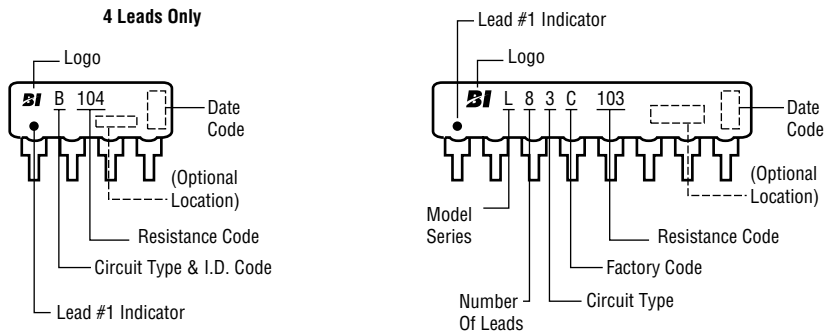 4 Leads Only
Logo
BI B 104
Date
Code
(Optional
Location)
Resistance Code
Circuit Type & I.D. Code
Lead #1 Indicator
Lead #1 Indicator
Logo
BI L 8 3 C 103
Date
Code
(Optional
Location)
Model
Series
Resistance Code
Factory Code
Number
Of Leads
Circuit Type